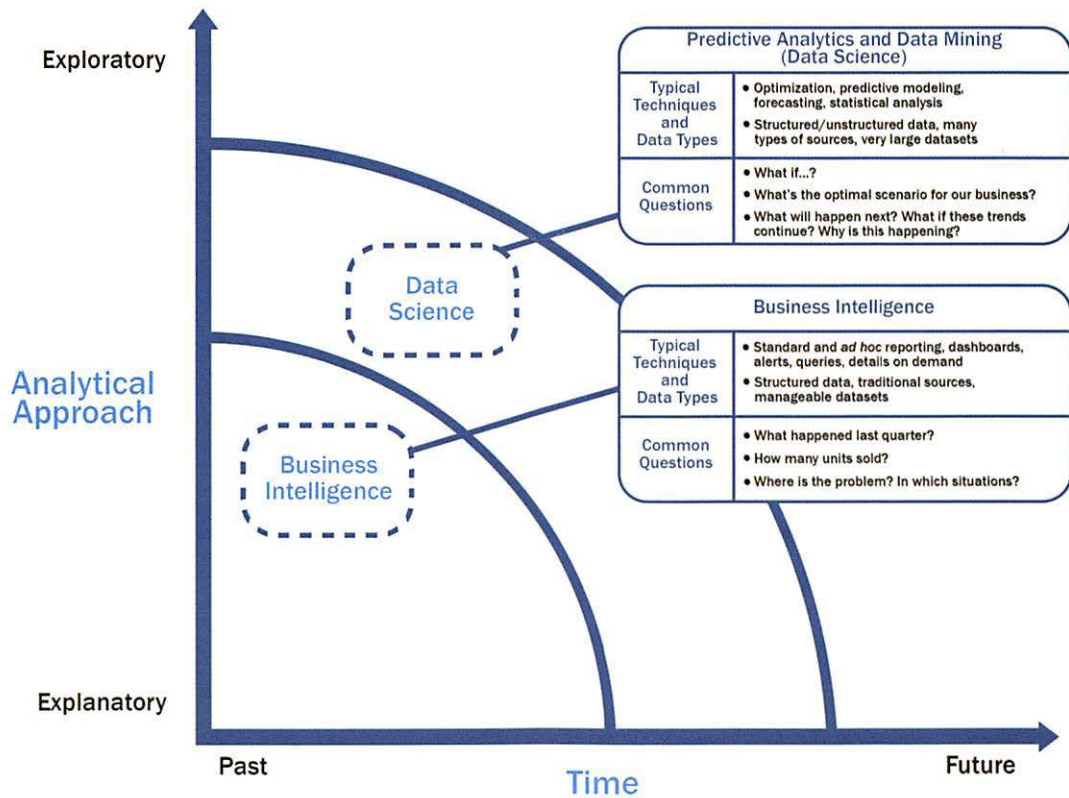 Exploratory
Analytical
Approach
Explanatory
Past
Time
Future
Data
Science
Business
Intelligence
Predictive Analytics and Data Mining
(Data Science)
Typical
Techniques
and
Data Types
• Optimization, predictive modeling,
forecasting, statistical analysis
• Structured/unstructured data, many
types of sources, very large datasets
Common
Questions
• What if...?
• What's the optimal scenario for our business?
• What will happen next? What if these trends
continue? Why is this happening?
Business Intelligence
Typical
Techniques
and
Data Types
• Standard and ad hoc reporting, dashboards,
alerts, queries, details on demand
• Structured data, traditional sources,
manageable datasets
Common
Questions
• What happened last quarter?
• How many units sold?
• Where is the problem? In which situations?